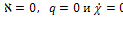 ℵ = 0, q = 0 и χ̇ = 0